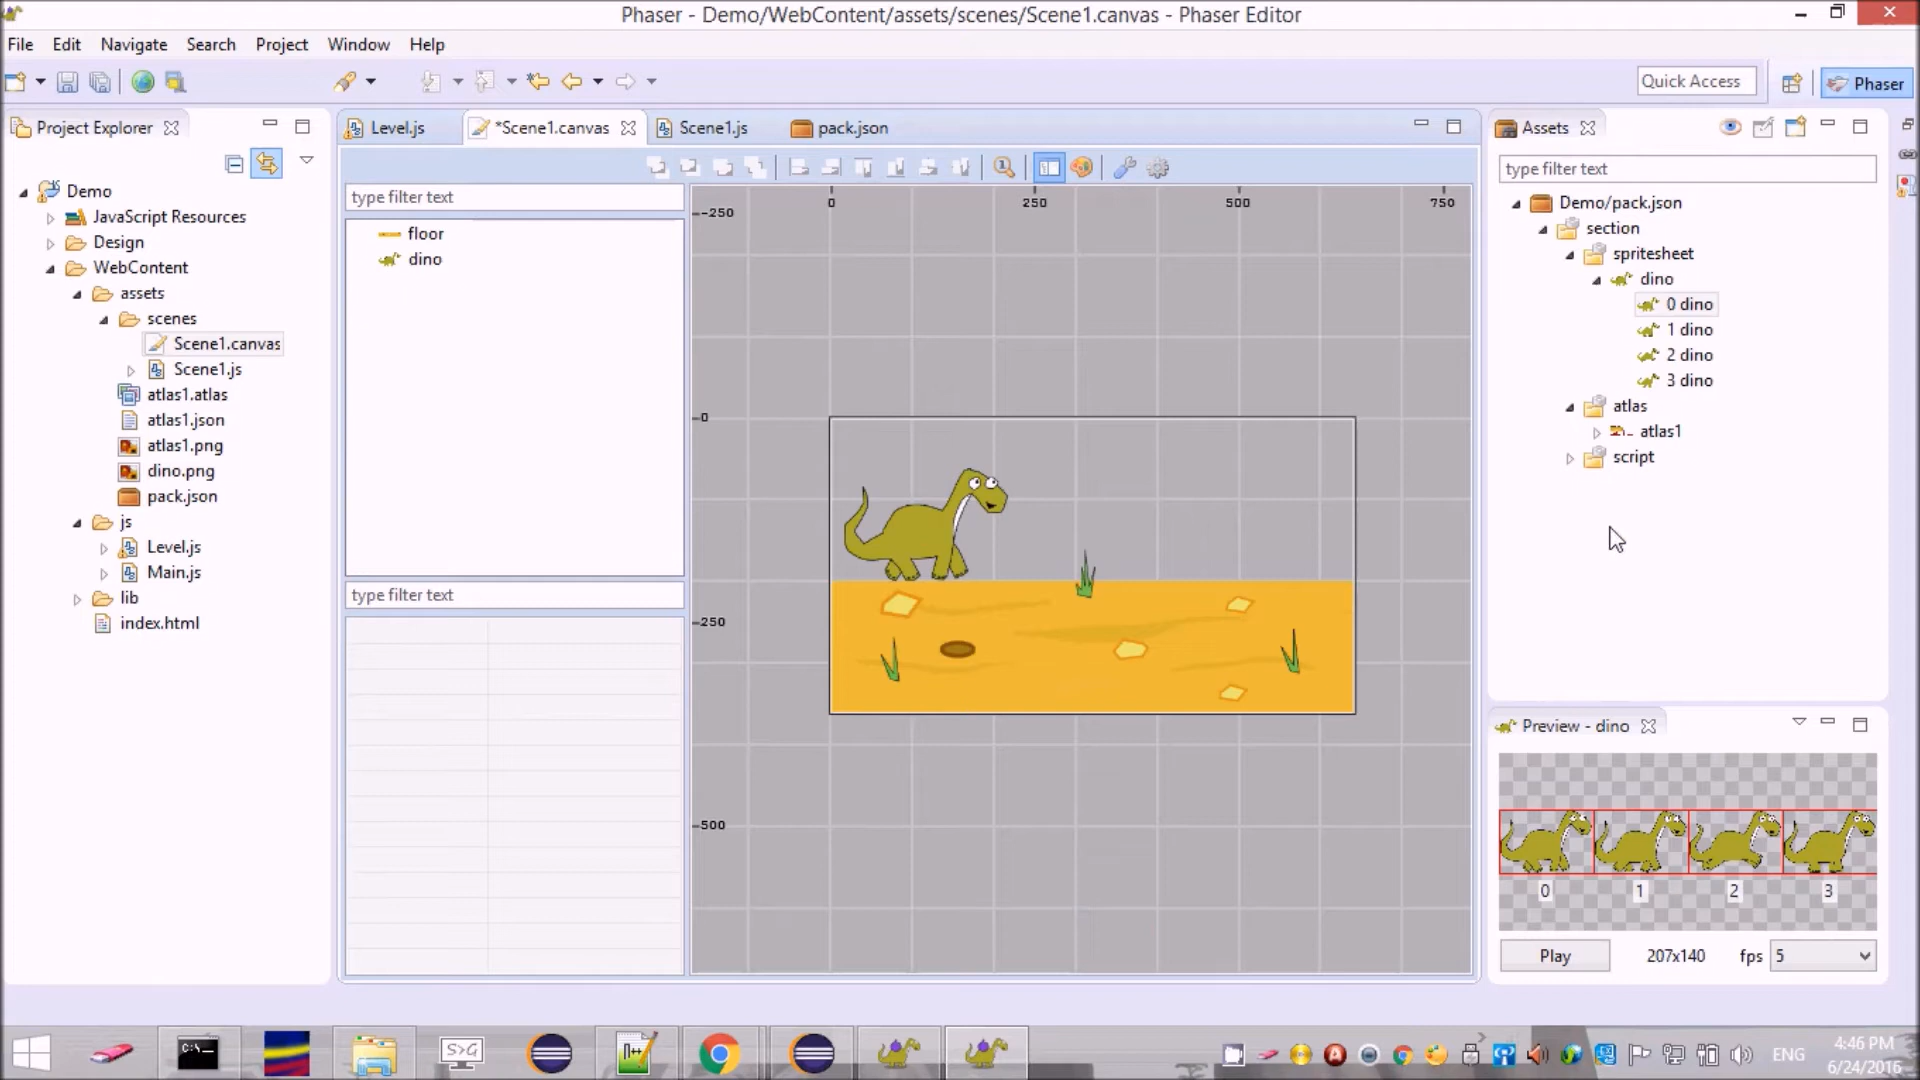 Phaser - Demo/WebContent/assets/scenes/Scene1.canvas - Phaser Editor
File Edit Navigate Search Project Window Help
Quick Access
Phaser
Project Explorer
Demo
JavaScript Resources
Design
WebContent
assets
scenes
Scene1.canvas
Scene1.js
atlas1.atlas
atlas1.json
atlas1.png
dino.png
pack.json
js
Level.js
Main.js
lib
index.html
Level.js *Scene1.canvas Scene1.js pack.json
type filter text
floor
dino
type filter text
0 250 500 750
-250
0
250
500
Assets
type filter text
Demo/pack.json
section
spritesheet
dino
0 dino
1 dino
2 dino
3 dino
atlas
atlas1
script
Preview - dino
0 1 2 3
Play 207x140 fps 5
C:\
S>G
ENG
4:46 PM
6/24/2016